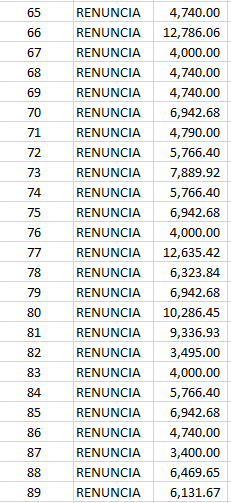 65 RENUNCIA 4,740.00
66 RENUNCIA 12,786.06
67 RENUNCIA 4,000.00
68 RENUNCIA 4,740.00
69 RENUNCIA 4,740.00
70 RENUNCIA 6,942.68
71 RENUNCIA 4,790.00
72 RENUNCIA 5,766.40
73 RENUNCIA 7,889.92
74 RENUNCIA 5,766.40
75 RENUNCIA 6,942.68
76 RENUNCIA 4,000.00
77 RENUNCIA 12,635.42
78 RENUNCIA 6,323.84
79 RENUNCIA 6,942.68
80 RENUNCIA 10,286.45
81 RENUNCIA 9,336.93
82 RENUNCIA 3,495.00
83 RENUNCIA 4,000.00
84 RENUNCIA 5,766.40
85 RENUNCIA 6,942.68
86 RENUNCIA 4,740.00
87 RENUNCIA 3,400.00
88 RENUNCIA 6,469.65
89 RENUNCIA 6,131.67